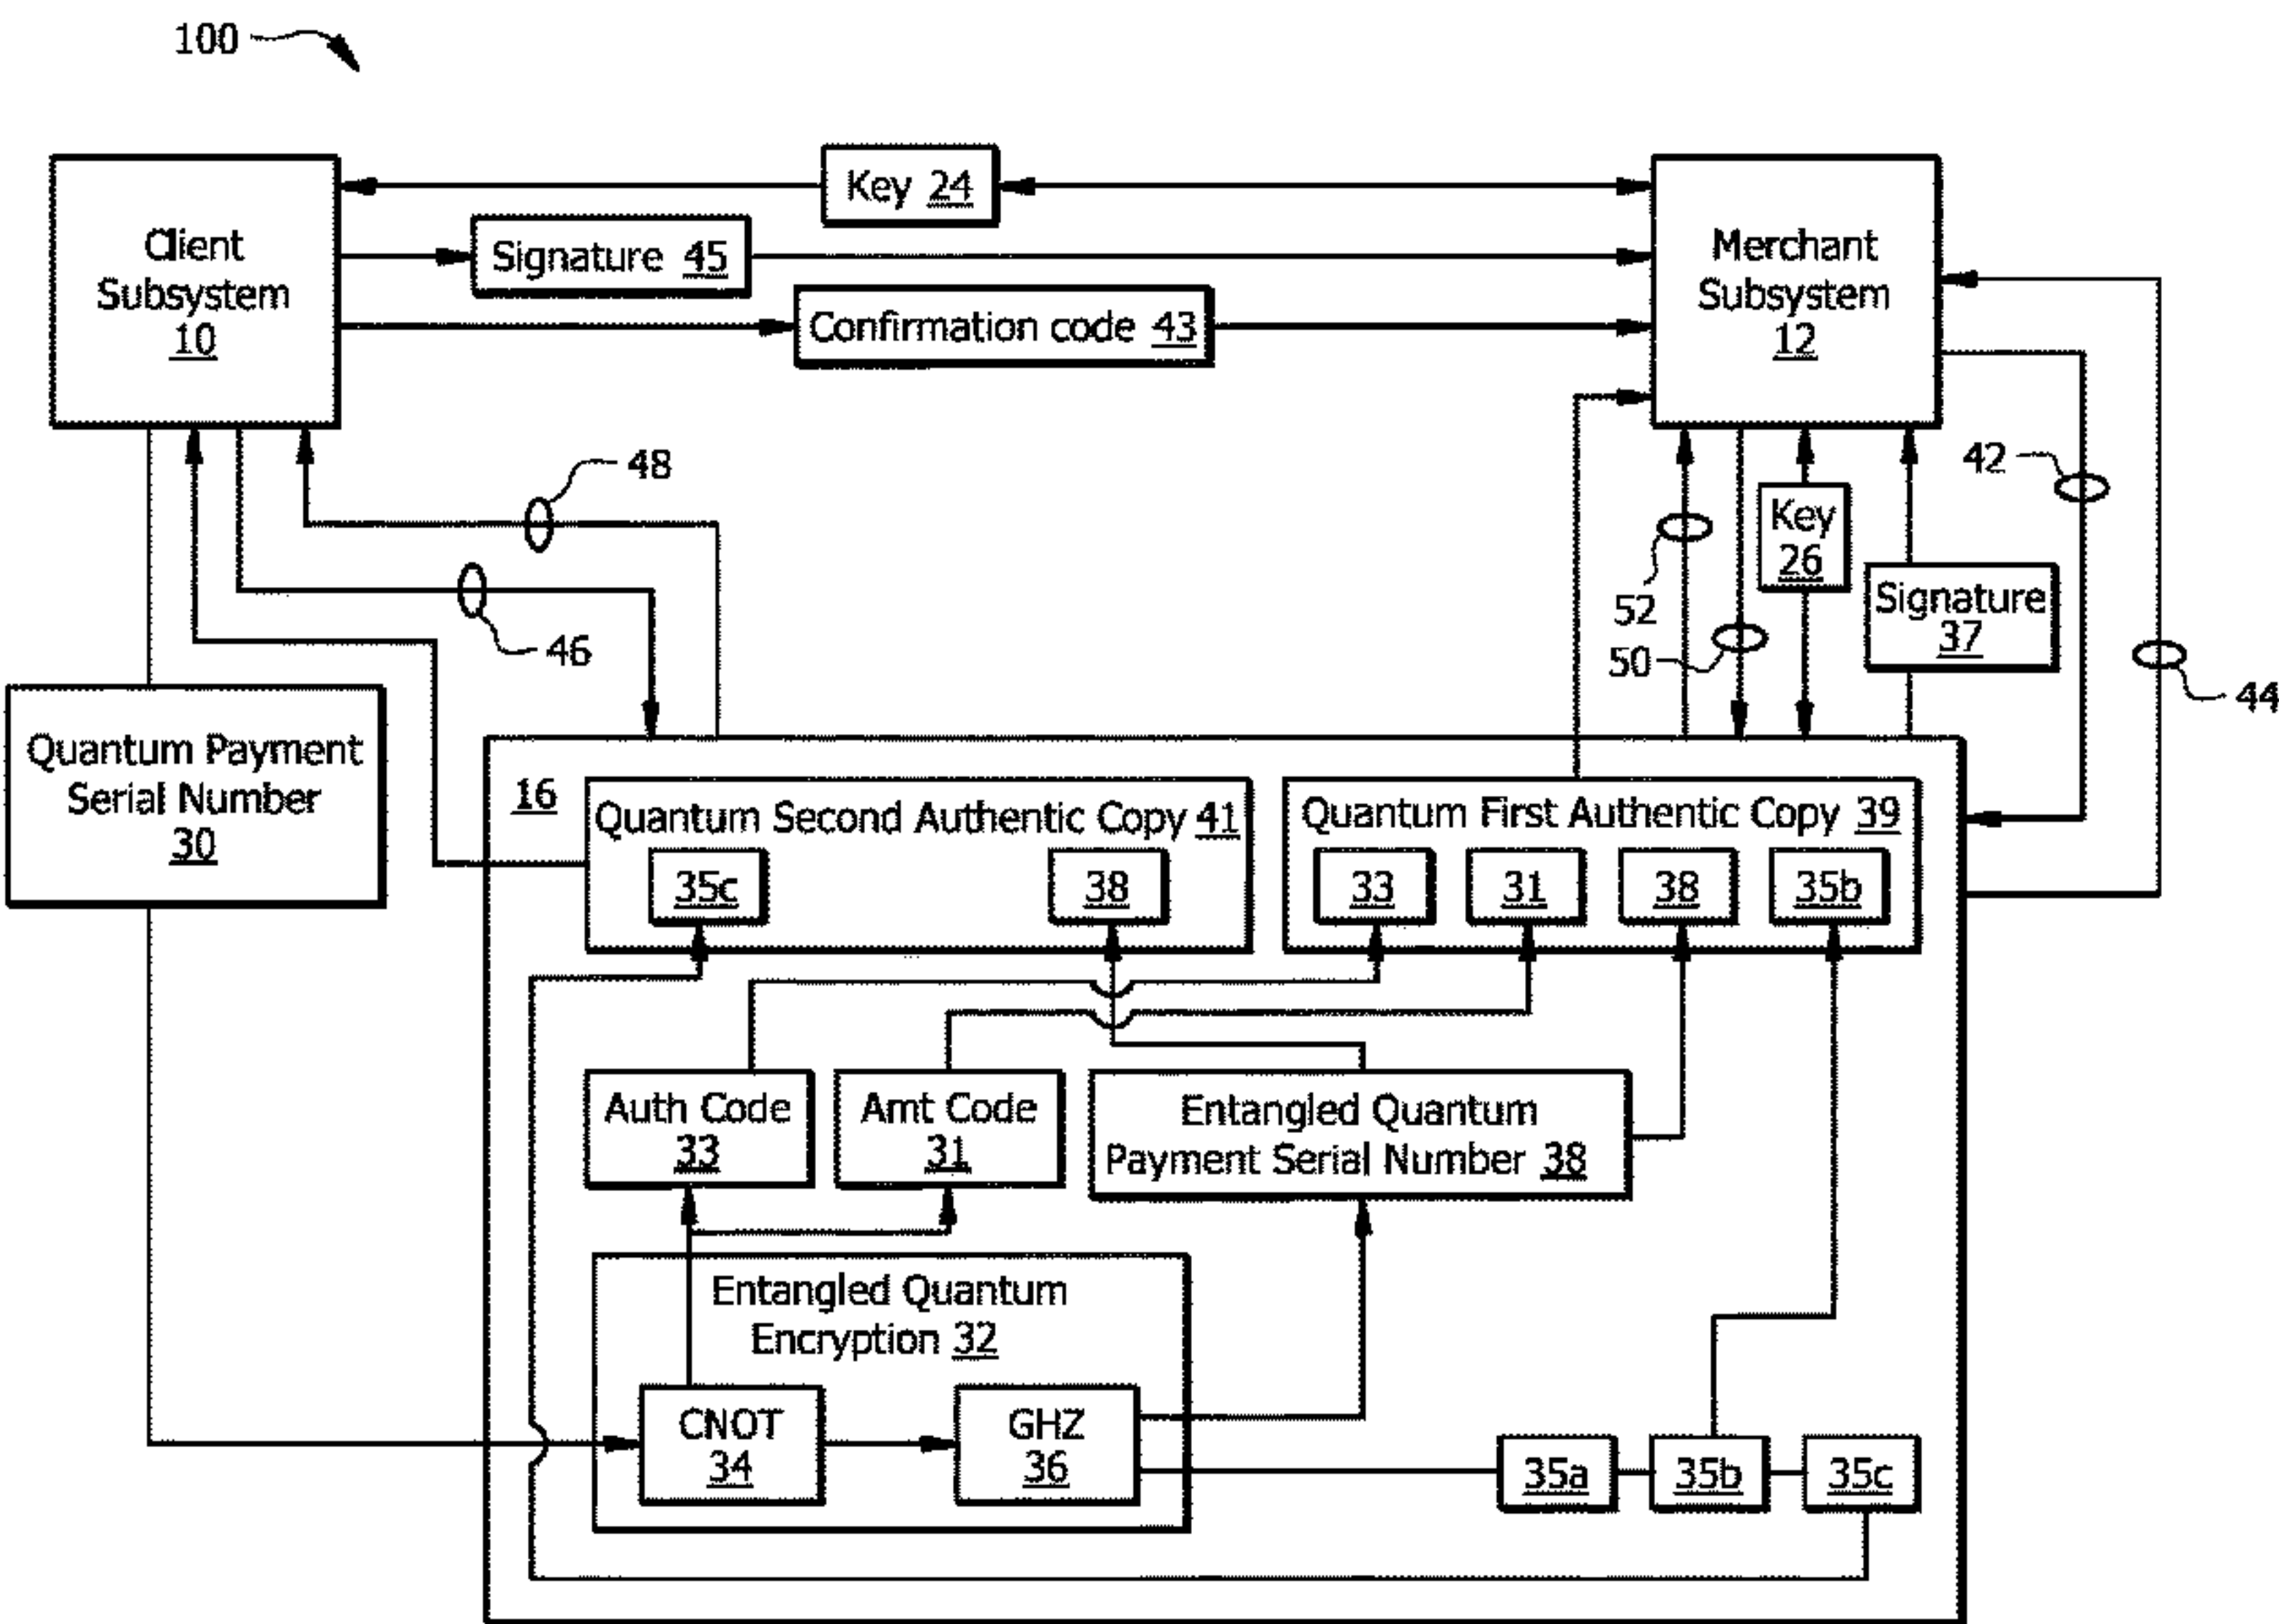 100
Key 24
Client
Subsystem
10
Signature 45
Confirmation code 43
Merchant
Subsystem
12
48
46
42
Key
26
52
50
Signature
37
44
Quantum Payment
Serial Number
30
16
Quantum Second Authentic Copy 41
35c
38
Quantum First Authentic Copy 39
33
31
38
35b
Auth Code
33
Amt Code
31
Entangled Quantum
Payment Serial Number 38
Entangled Quantum
Encryption 32
CNOT
34
GHZ
36
35a
35b
35c